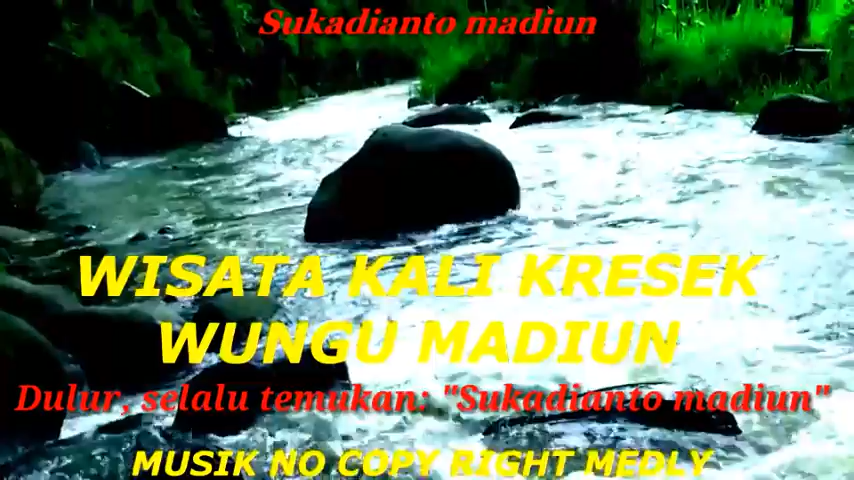 Sukadianto madiun
WISATA KALI KRESEK
WUNGU MADIUN
Dulur, selalu temukan: "Sukadianto madiun"
MUSIK NO COPY RIGHT MEDLY